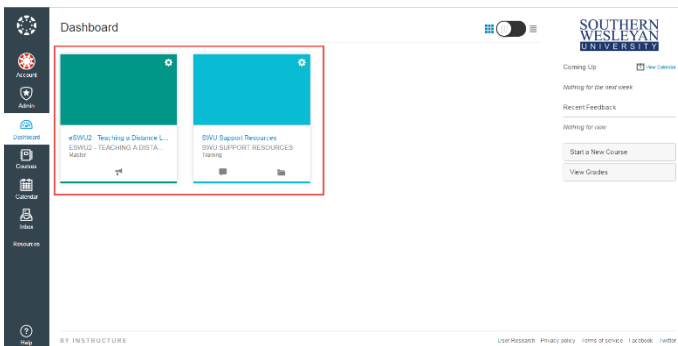 Account
Admin
Dashboard
Courses
Calendar
Inbox
Resources
Help
Dashboard
eSWU2 - Teaching a Distance L...
ESWU2 - TEACHING A DISTA...
Master
SWU Support Resources
SWU SUPPORT RESOURCES
Training
SOUTHERN
WESLEYAN
UNIVERSITY
Coming Up
View Calendar
Nothing for the next week
Recent Feedback
Nothing for now
Start a New Course
View Grades
BY INSTRUCTURE
User Research Privacy policy Terms of service Facebook Twitter